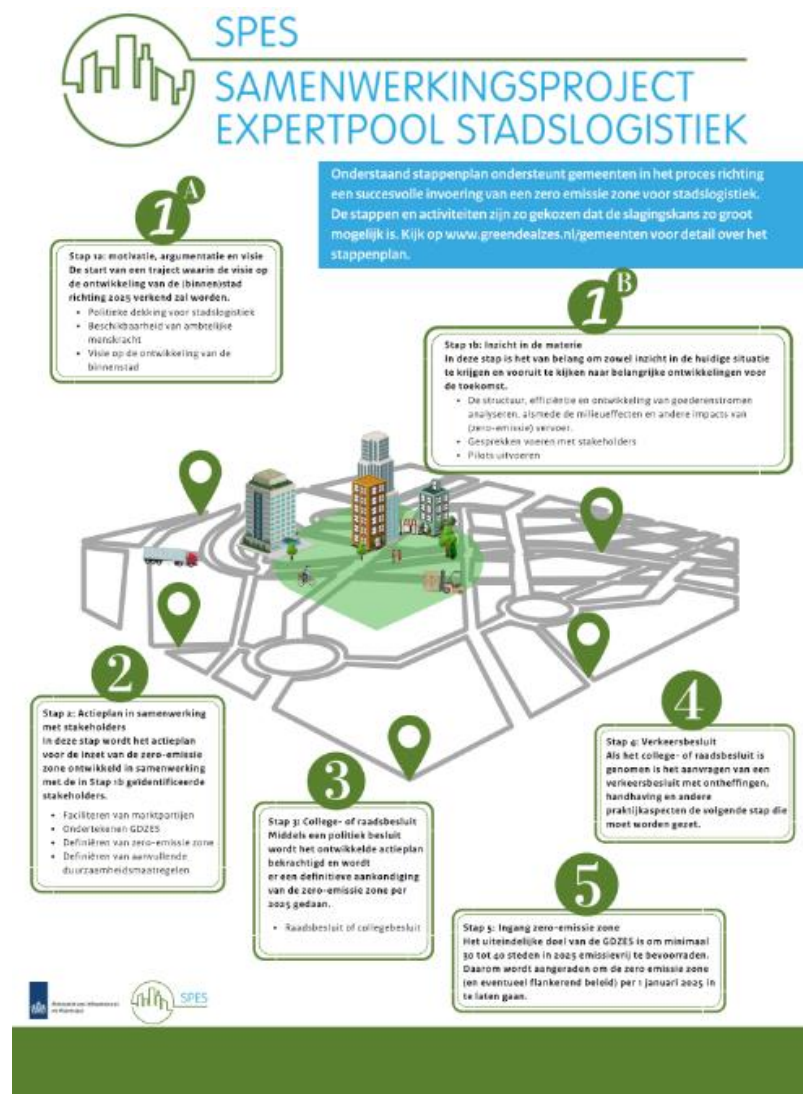 SPES
SAMENWERKINGSPROJECT
EXPERTPOOL STADSLOGISTIEK
Onderstaand stappenplan ondersteunt gemeenten in het proces richting
een succesvolle invoering van een zero emissie zone voor stadslogistiek.
De stappen en activiteiten zijn zo gekozen dat de slagingskans zo groot
mogelijk is. Kijk op www.greendealzes.nl/gemeenten voor detail over het
stappenplan.
1A
Stap 1a: motivatie, argumentatie en visie
De start van een traject waarin de visie op
de ontwikkeling van de (binnen)stad
richting 2025 verkend zal worden.
• Politieke dekking voor stadslogistiek
• Beschikbaarheid van ambtelijke
menskracht
• Visie op de ontwikkeling van de
binnenstad
1B
Stap 1b: Inzicht in de materie
In deze stap is het van belang om zowel inzicht in de huidige situatie
te krijgen en vooruit te kijken naar belangrijke ontwikkelingen voor
de toekomst.
• De structuur, efficiëntie en ontwikkeling van goederenstromen
analyseren, alsmede de milieueffecten en andere impacts van
(zero-emissie) vervoer.
• Gesprekken voeren met stakeholders
• Pilots uitvoeren
2
Stap 2: Actieplan in samenwerking
met stakeholders
In deze stap wordt het actieplan
voor de inzet van de zero-emissie
zone ontwikkeld in samenwerking
met de in Stap 1b geïdentificeerde
stakeholders.
• Faciliteren van marktpartijen
• Ondertekenen GDZES
• Definiëren van zero-emissie zone
• Definiëren van aanvullende
duurzaamheidsmaatregelen
3
Stap 3: College- of raadsbesluit
Middels een politiek besluit
wordt het ontwikkelde actieplan
bekrachtigd en wordt
er een definitieve aankondiging
van de zero-emissie zone per
2025 gedaan.
• Raadsbesluit of collegebesluit
4
Stap 4: Verkeersbesluit
Als het college- of raadsbesluit is
genomen is het aanvragen van een
verkeersbesluit met ontheffingen,
handhaving en andere
praktijkaspecten de volgende stap die
moet worden gezet.
5
Stap 5: Ingang zero-emissie zone
Het uiteindelijke doel van de GDZES is om minimaal
30 tot 40 steden in 2025 emissievrij te bevoorraden.
Daarom wordt aangeraden om de zero emissie zone
(en eventueel flankerend beleid) per 1 januari 2025 in
te laten gaan.
Ministerie van Infrastructuur
en Waterstaat
SPES